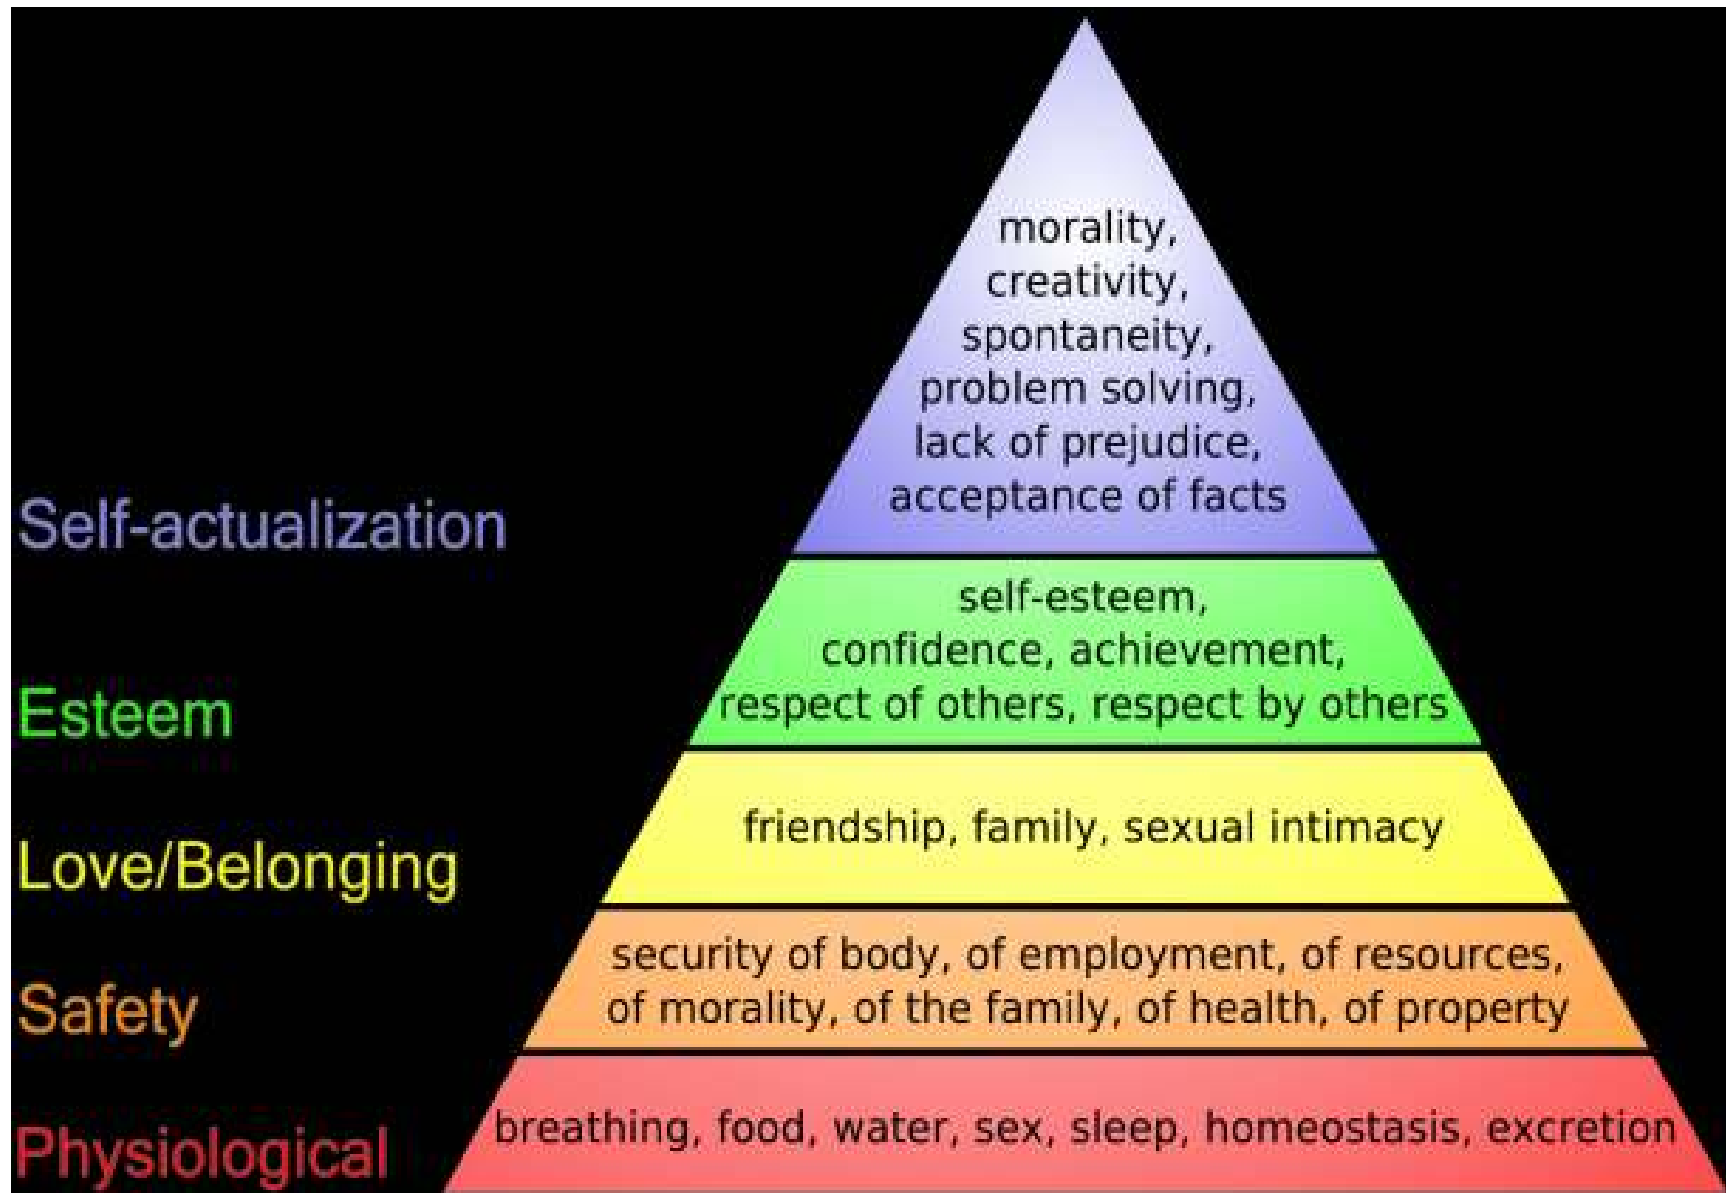 morality,
creativity,
spontaneity,
problem solving,
lack of prejudice,
acceptance of facts
Self-actualization
self-esteem,
confidence, achievement,
respect of others, respect by others
Esteem
friendship, family, sexual intimacy
Love/Belonging
security of body, of employment, of resources,
of morality, of the family, of health, of property
Safety
breathing, food, water, sex, sleep, homeostasis, excretion
Physiological